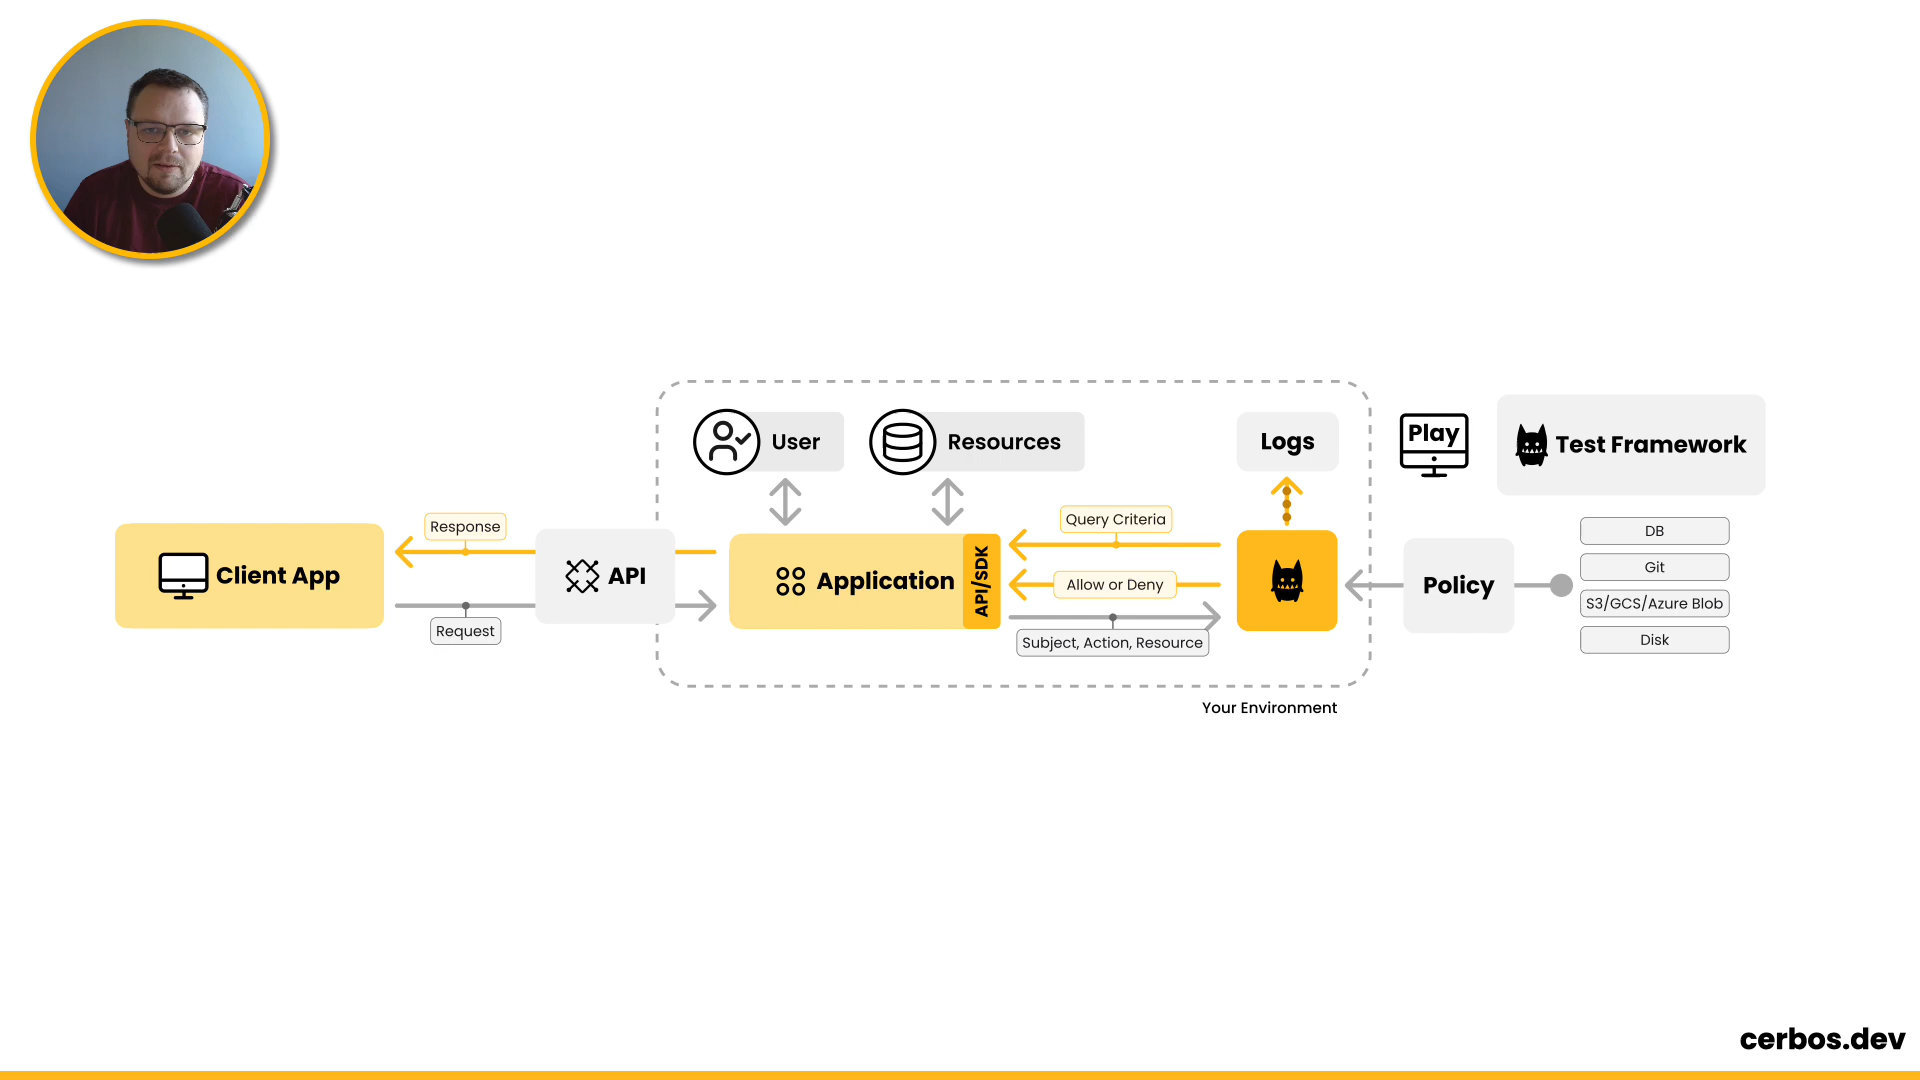 User
Resources
Logs
Play
Test Framework
Response
Query Criteria
Client App
API
Application
API/SDK
Allow or Deny
Policy
DB
Git
S3/GCS/Azure Blob
Disk
Request
Subject, Action, Resource
Your Environment
cerbos.dev